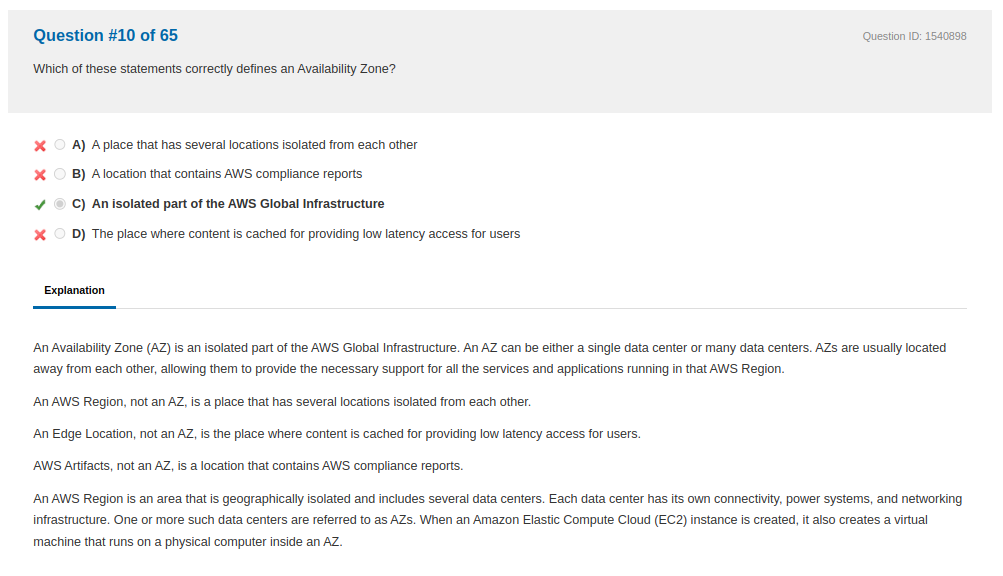 Question #10 of 65
Question ID: 1540898
Which of these statements correctly defines an Availability Zone?
A) A place that has several locations isolated from each other
B) A location that contains AWS compliance reports
C) An isolated part of the AWS Global Infrastructure
D) The place where content is cached for providing low latency access for users
Explanation
An Availability Zone (AZ) is an isolated part of the AWS Global Infrastructure. An AZ can be either a single data center or many data centers. AZs are usually located
away from each other, allowing them to provide the necessary support for all the services and applications running in that AWS Region.
An AWS Region, not an AZ, is a place that has several locations isolated from each other.
An Edge Location, not an AZ, is the place where content is cached for providing low latency access for users.
AWS Artifacts, not an AZ, is a location that contains AWS compliance reports.
An AWS Region is an area that is geographically isolated and includes several data centers. Each data center has its own connectivity, power systems, and networking
infrastructure. One or more such data centers are referred to as AZs. When an Amazon Elastic Compute Cloud (EC2) instance is created, it also creates a virtual
machine that runs on a physical computer inside an AZ.